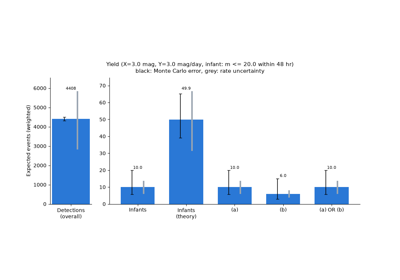 Yield (X=3.0 mag, Y=3.0 mag/day, infant: m <= 20.0 within 48 hr)
black: Monte Carlo error, grey: rate uncertainty
Expected events (weighted)
6000
5000
4000
3000
2000
1000
0
4408
Detections
(overall)
70
60
50
40
30
20
10
0
10.0
49.9
10.0
6.0
10.0
Infants
Infants
(theory)
(a)
(b)
(a) OR (b)